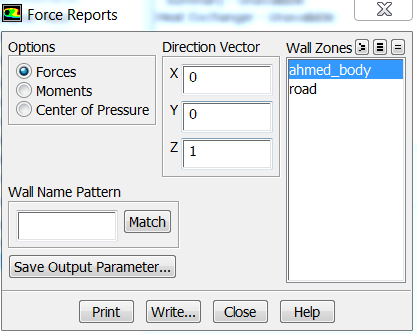 Force Reports
Options
Forces
Moments
Center of Pressure
Direction Vector
X 0
Y 0
Z 1
Wall Zones
ahmed_body
road
Wall Name Pattern
Match
Save Output Parameter...
Print Write... Close Help